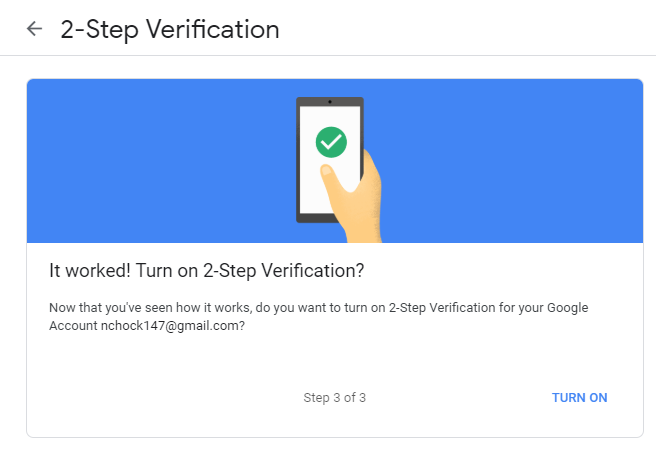 2-Step Verification
It worked! Turn on 2-Step Verification?
Now that you've seen how it works, do you want to turn on 2-Step Verification for your Google
Account nchock147@gmail.com?
Step 3 of 3
TURN ON